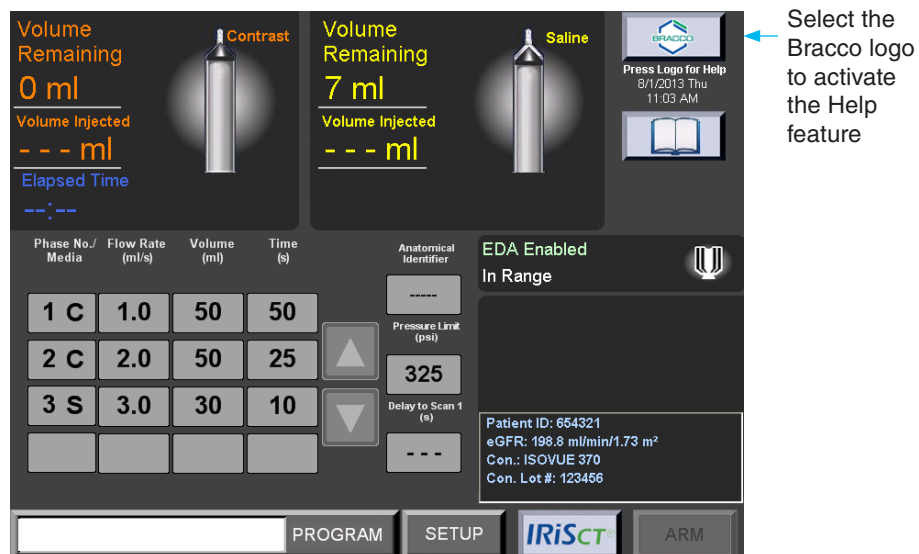 Volume
Remaining
0 ml
Volume Injected
- - - ml
Elapsed Time
--:--
Contrast
Volume
Remaining
7 ml
Volume Injected
- - - ml
Saline
BRACCO
Press Logo for Help
8/1/2013 Thu
11:03 AM
Select the
Bracco logo
to activate
the Help
feature
Phase No./
Media
Flow Rate
(ml/s)
Volume
(ml)
Time
(s)
1 C 1.0 50 50
2 C 2.0 50 25
3 S 3.0 30 10
Anatomical
Identifier
-----
Pressure Limit
(psi)
325
Delay to Scan 1
(s)
- - -
EDA Enabled
In Range
Patient ID: 654321
eGFR: 198.8 ml/min/1.73 m²
Con.: ISOVUE 370
Con. Lot #: 123456
PROGRAM SETUP IRiSCT® ARM